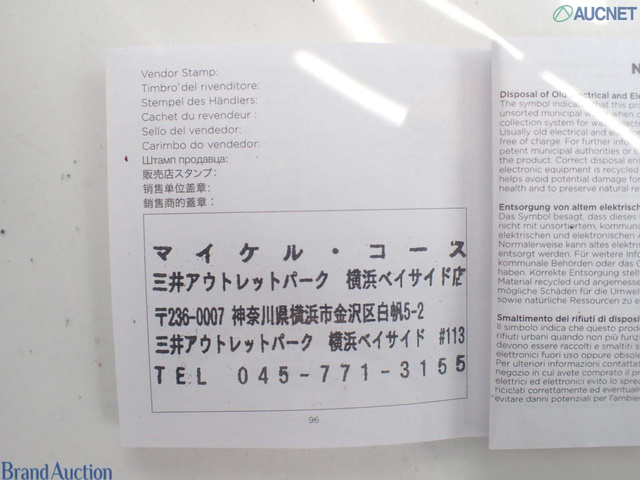 AUCNET
Vendor Stamp:
Timbro del rivenditore:
Stempel des Händlers:
Cachet du revendeur :
Sello del vendedor:
Carimbo do vendedor:
Штамп продавца:
販売店スタンプ:
销售单位盖章:
銷售商的蓋章:
マイケル・コース
三井アウトレットパーク 横浜ベイサイド店
〒236-0007 神奈川県横浜市金沢区白帆5-2
三井アウトレットパーク 横浜ベイサイド #113
TEL 045-771-3155
96
N
Disposal of Old Electrical and Ele
The symbol indicates that this pr
unsorted municipal waste when d
collection system for
Usually old electrical and
free of charge. For further info
petent municipal authorities or t
the product. Correct disposal ens
electronic equipment is recycled
helps avoid potential damage for
health and to preserve natural re
Entsorgung von altem elektrisch
Das Symbol besagt, dass dieses
nicht mit unsortiertem, kommun
elektrischen und elektronischen A
Normalerweise kann altes elektri
entsorgt werden. Für weitere Info
kommunale Behörden oder das G
haben. Korrekte Entsorgung stell
Material recycled und angemesse
mögliche Schäden für die Umwel
sowie natürliche Ressourcen zu e
Smaltimento dei rifiuti di disposi
Il simbolo indica che questo prod
rifiuti urbani quando non più funz
devono essere raccolti e smaltiti s
elettronici fuori uso oppure obsol
Per ulteriori informazioni contattar
negozio in cui avete comprato il pr
elettrici ed elettronici evito lo sprec
riciclati correttamente ed eventualm
evitare danni potenziali per l'ambien
Brand Auction